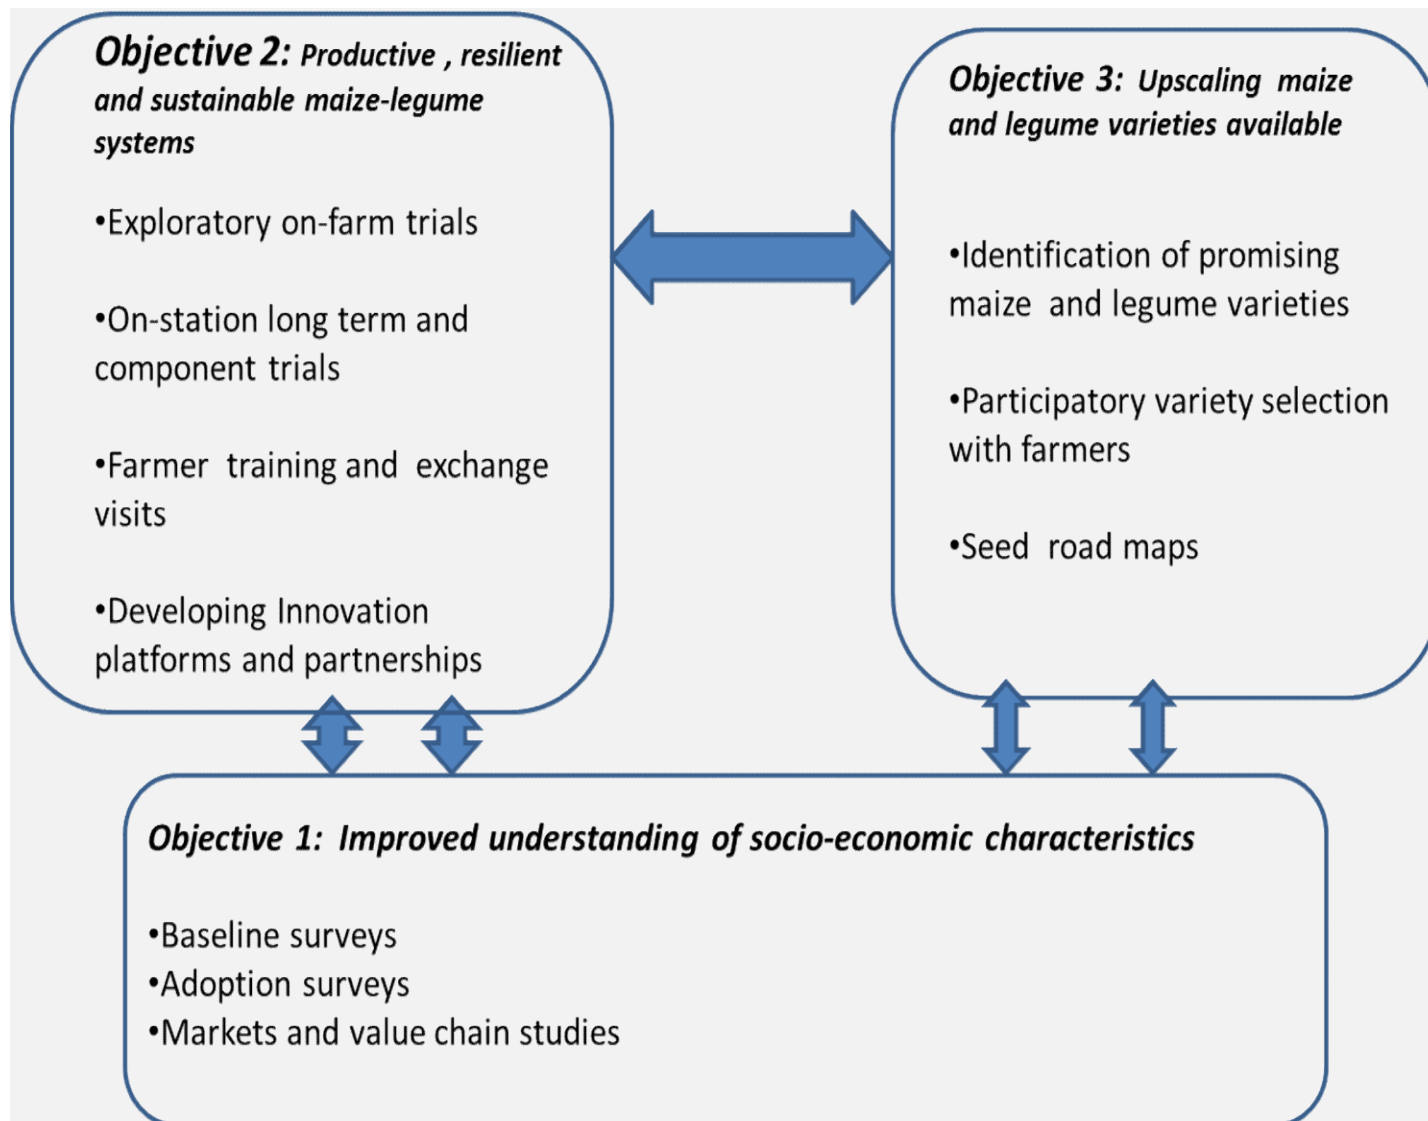 Objective 2: Productive , resilient
and sustainable maize-legume
systems
•Exploratory on-farm trials
•On-station long term and
component trials
•Farmer training and exchange
visits
•Developing Innovation
platforms and partnerships
Objective 3: Upscaling maize
and legume varieties available
•Identification of promising
maize and legume varieties
•Participatory variety selection
with farmers
•Seed road maps
Objective 1: Improved understanding of socio-economic characteristics
•Baseline surveys
•Adoption surveys
•Markets and value chain studies